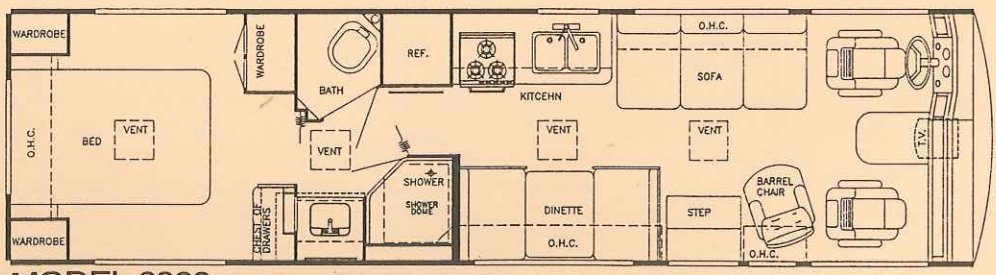 WARDROBE
O.H.C.
BED
VENT
WARDROBE
WARDROBE
BATH
VENT
CHEST OF
DRAWERS
REF.
SHOWER
SHOWER
DOME
KITCEHN
VENT
DINETTE
O.H.C.
O.H.C.
SOFA
VENT
STEP
BARREL
CHAIR
O.H.C.
T.V.